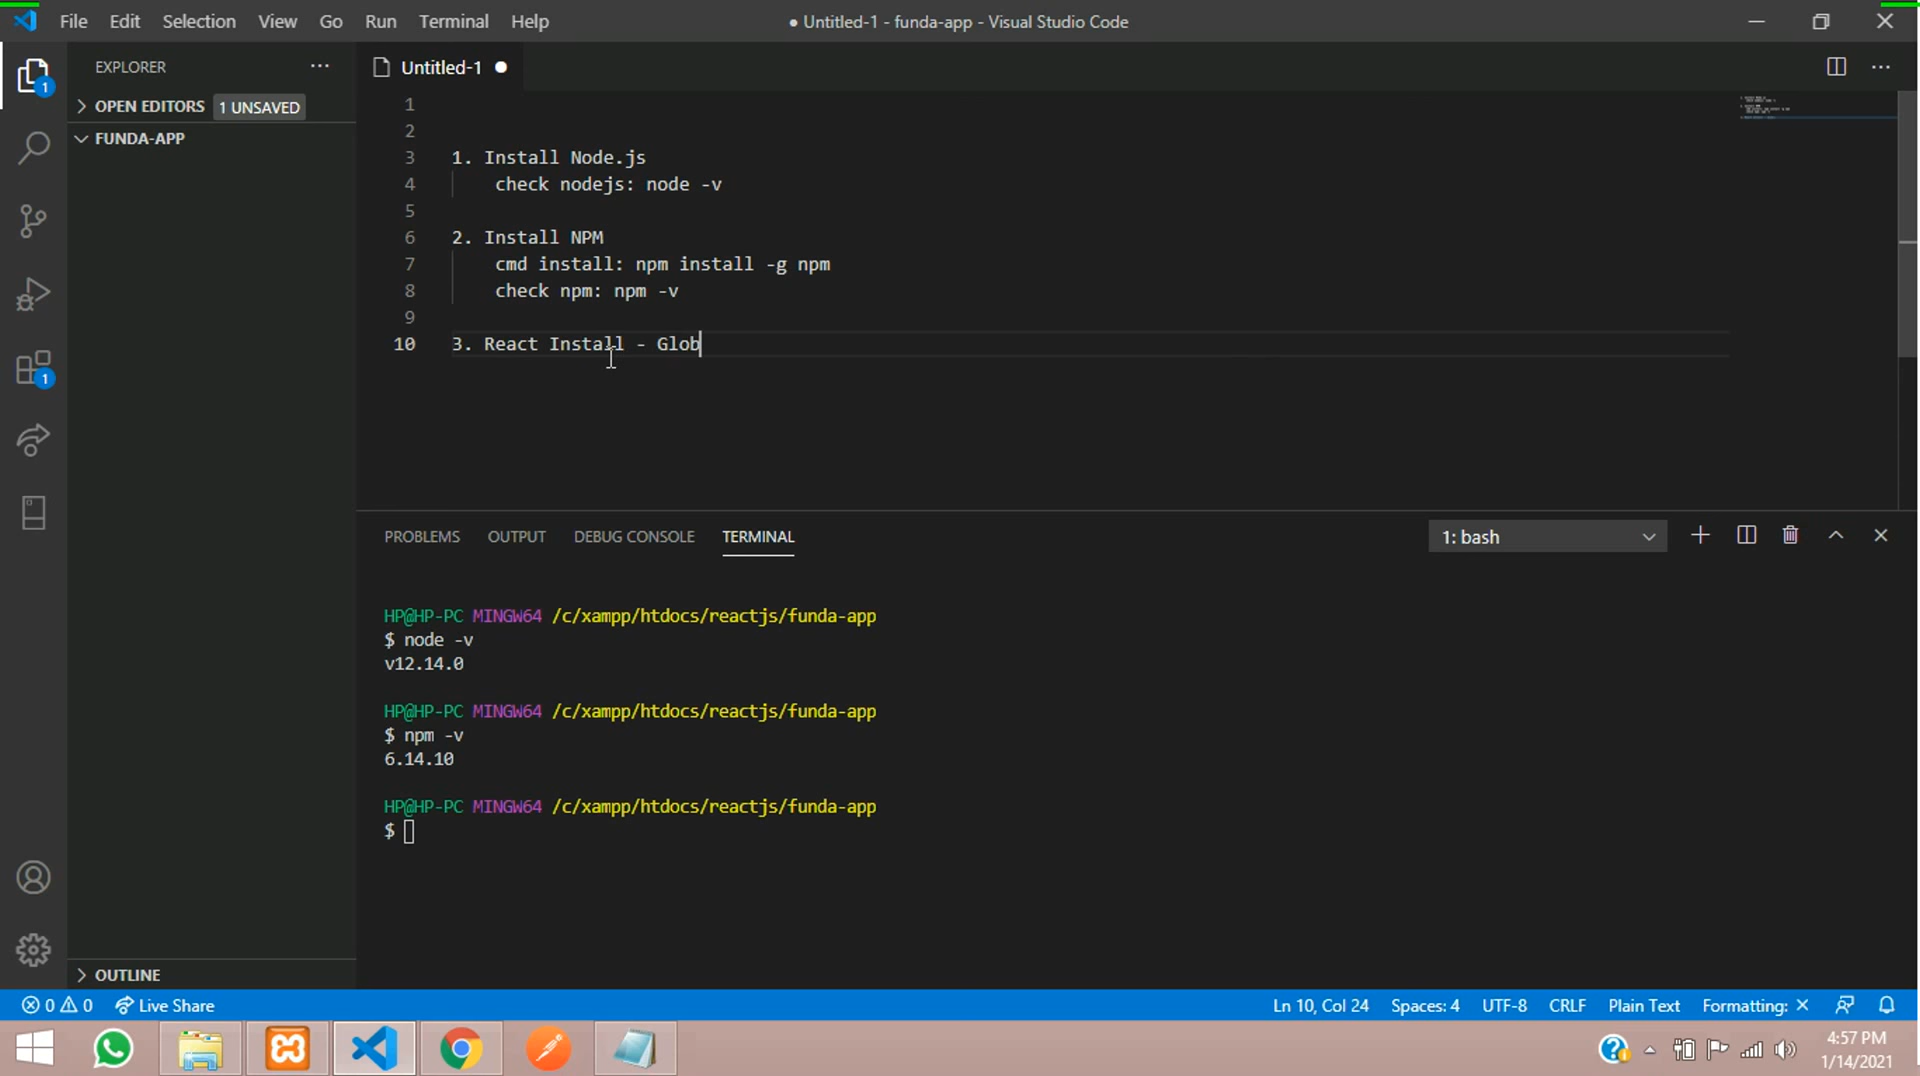 File Edit Selection View Go Run Terminal Help
● Untitled-1 - funda-app - Visual Studio Code
EXPLORER
Untitled-1
OPEN EDITORS 1 UNSAVED
FUNDA-APP
1
2
3 1. Install Node.js
4 check nodejs: node -v
5
6 2. Install NPM
7 cmd install: npm install -g npm
8 check npm: npm -v
9
10 3. React Install - Glob
1
1
PROBLEMS OUTPUT DEBUG CONSOLE TERMINAL
1: bash
HP@HP-PC MINGW64 /c/xampp/htdocs/reactjs/funda-app
$ node -v
v12.14.0
HP@HP-PC MINGW64 /c/xampp/htdocs/reactjs/funda-app
$ npm -v
6.14.10
HP@HP-PC MINGW64 /c/xampp/htdocs/reactjs/funda-app
$
OUTLINE
0 0 Live Share
Ln 10, Col 24 Spaces: 4 UTF-8 CRLF Plain Text Formatting: ×
4:57 PM
1/14/2021